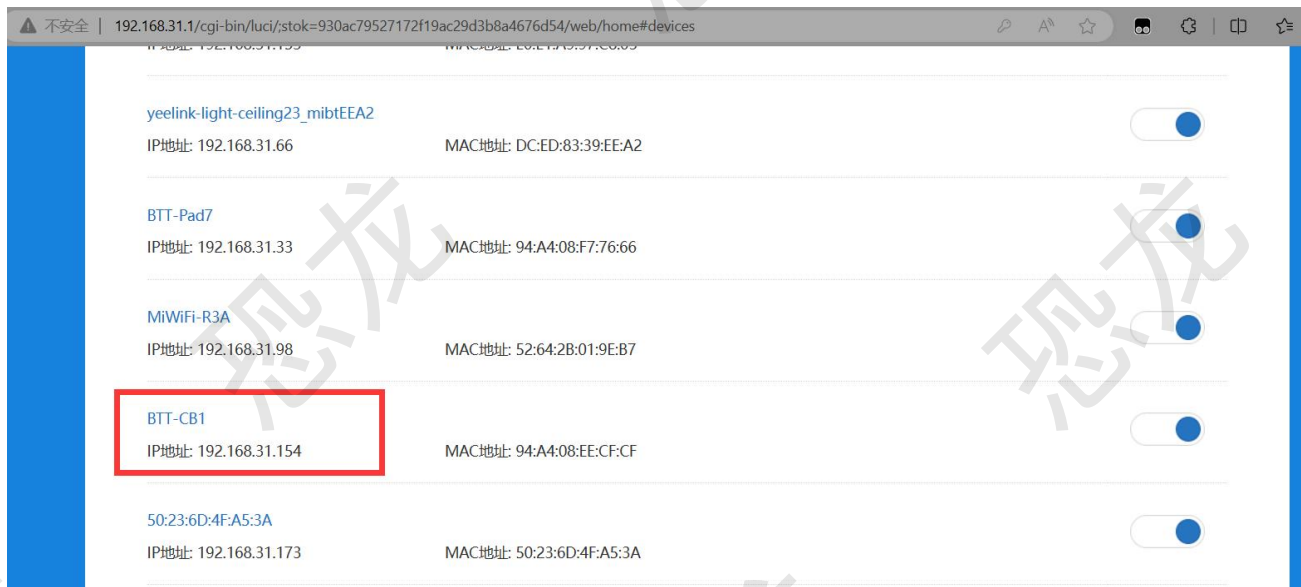 不安全 | 192.168.31.1/cgi-bin/luci/;stok=930ac79527172f19ac29d3b8a4676d54/web/home#devices
yeelink-light-ceiling23_mibtEEA2
IP地址: 192.168.31.66 MAC地址: DC:ED:83:39:EE:A2
BTT-Pad7
IP地址: 192.168.31.33 MAC地址: 94:A4:08:F7:76:66
MiWiFi-R3A
IP地址: 192.168.31.98 MAC地址: 52:64:2B:01:9E:B7
BTT-CB1
IP地址: 192.168.31.154 MAC地址: 94:A4:08:EE:CF:CF
50:23:6D:4F:A5:3A
IP地址: 192.168.31.173 MAC地址: 50:23:6D:4F:A5:3A
恐龙
恐龙